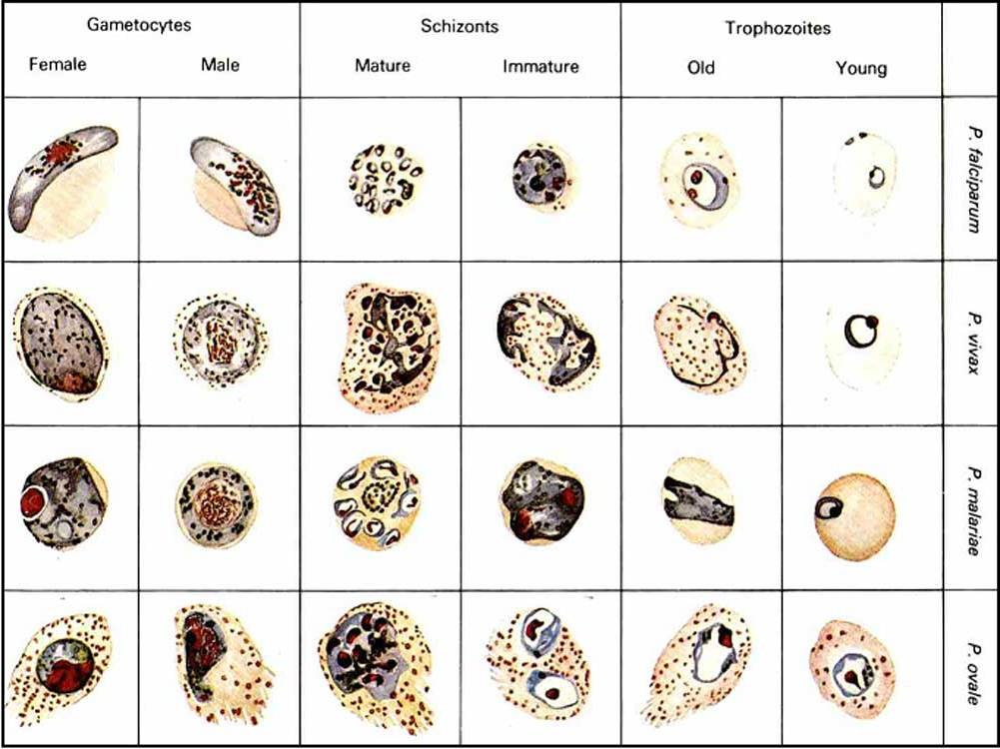 Gametocytes
Schizonts
Trophozoites
Female
Male
Mature
Immature
Old
Young
P. falciparum
P. vivax
P. malariae
P. ovale